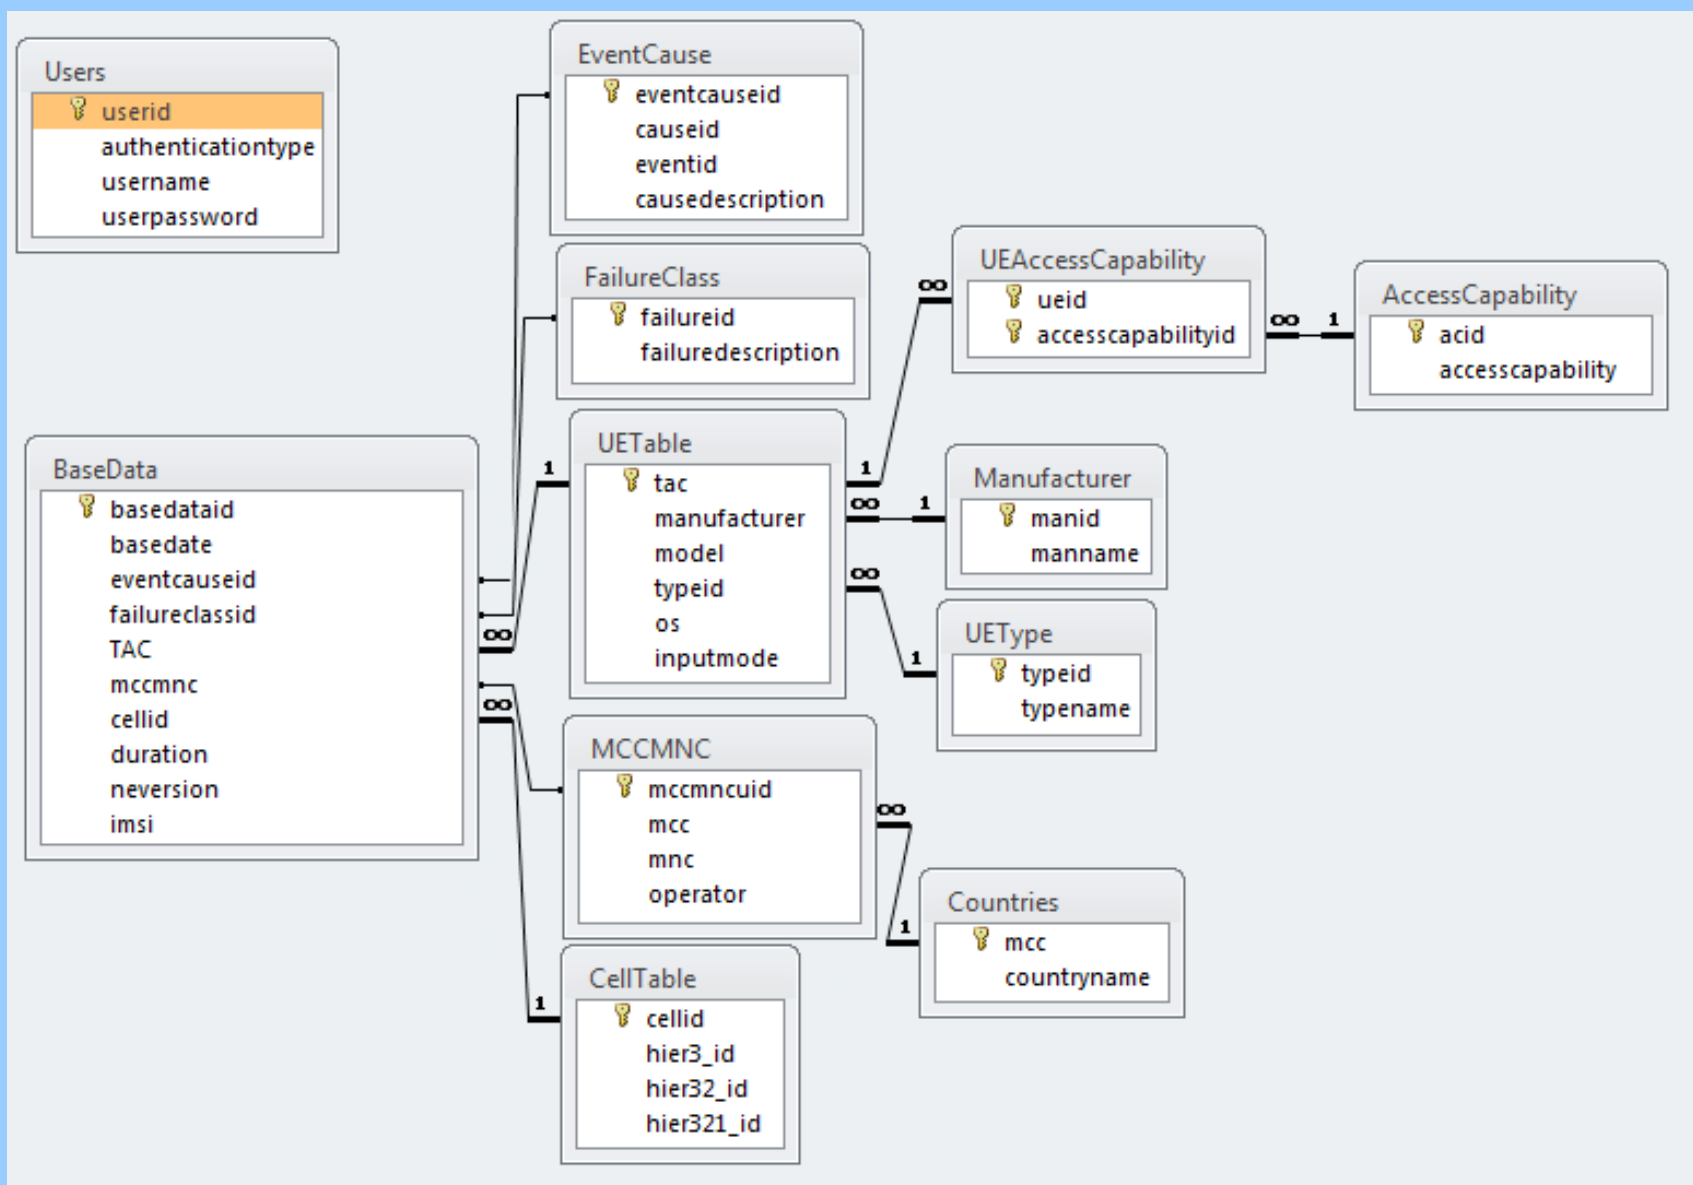 Users
userid
authenticationtype
username
userpassword
EventCause
eventcauseid
causeid
eventid
causedescription
FailureClass
failureid
failuredescription
UEAccessCapability
ueid
accesscapabilityid
AccessCapability
acid
accesscapability
BaseData
basedataid
basedate
eventcauseid
failureclassid
TAC
mccmnc
cellid
duration
neversion
imsi
UETable
tac
manufacturer
model
typeid
os
inputmode
Manufacturer
manid
manname
UEType
typeid
typename
MCCMNC
mccmncuid
mcc
mnc
operator
Countries
mcc
countryname
CellTable
cellid
hier3_id
hier32_id
hier321_id
∞ 1
∞ 1
∞ 1
∞ 1
1 ∞
1 ∞
∞ 1